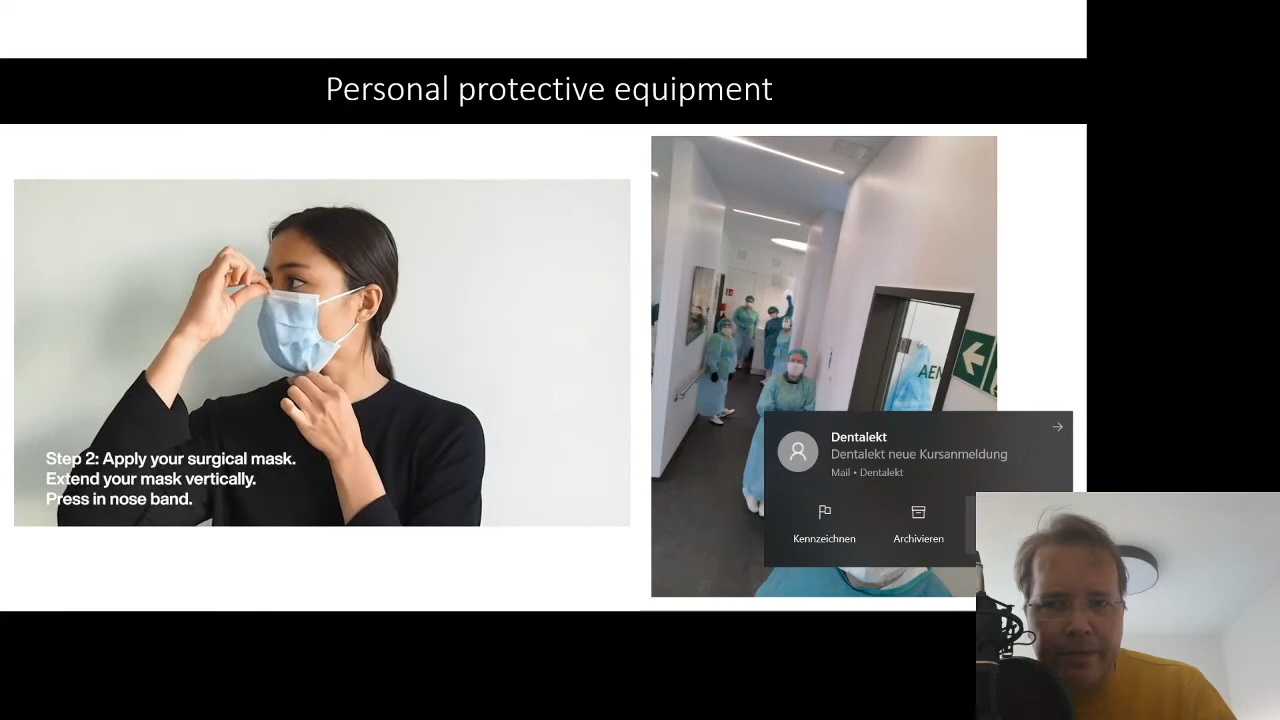 Personal protective equipment
Step 2: Apply your surgical mask.
Extend your mask vertically.
Press in nose band.
Dentalekt
Dentalekt neue Kursanmeldung
Mail • Dentalekt
Kennzeichnen
Archivieren